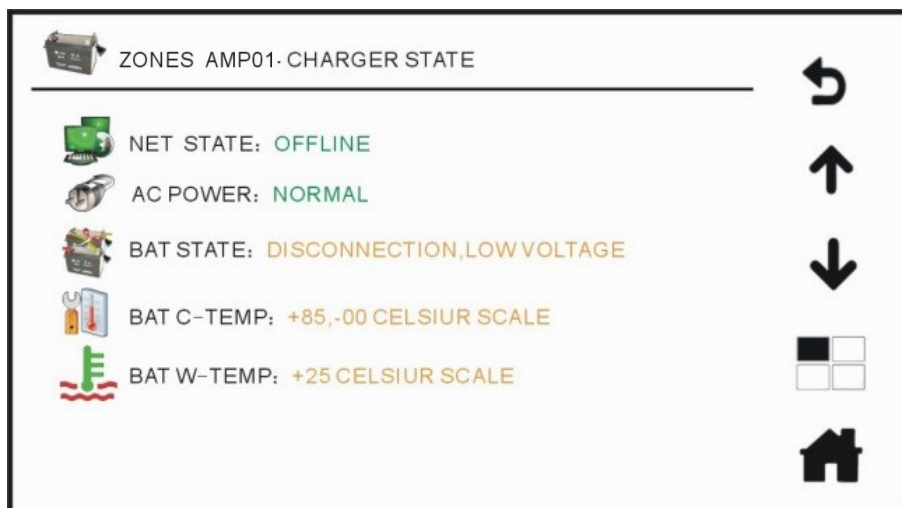 ZONES AMP01- CHARGER STATE
NET STATE: OFFLINE
AC POWER: NORMAL
BAT STATE: DISCONNECTION,LOW VOLTAGE
BAT C-TEMP: +85,-00 CELSIUR SCALE
BAT W-TEMP: +25 CELSIUR SCALE